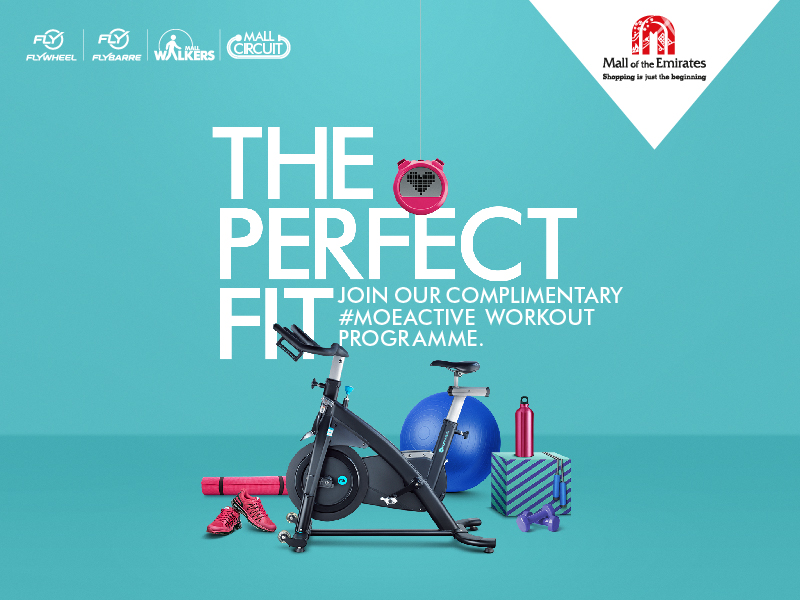 FLY
FLYWHEEL
FLY
FLYBARRE
MALL
WALKERS
MALL
CIRCUIT
Mall of the Emirates
Shopping is just the beginning
THE
PERFECT
FIT
JOIN OUR COMPLIMENTARY
#MOEACTIVE WORKOUT
PROGRAMME.